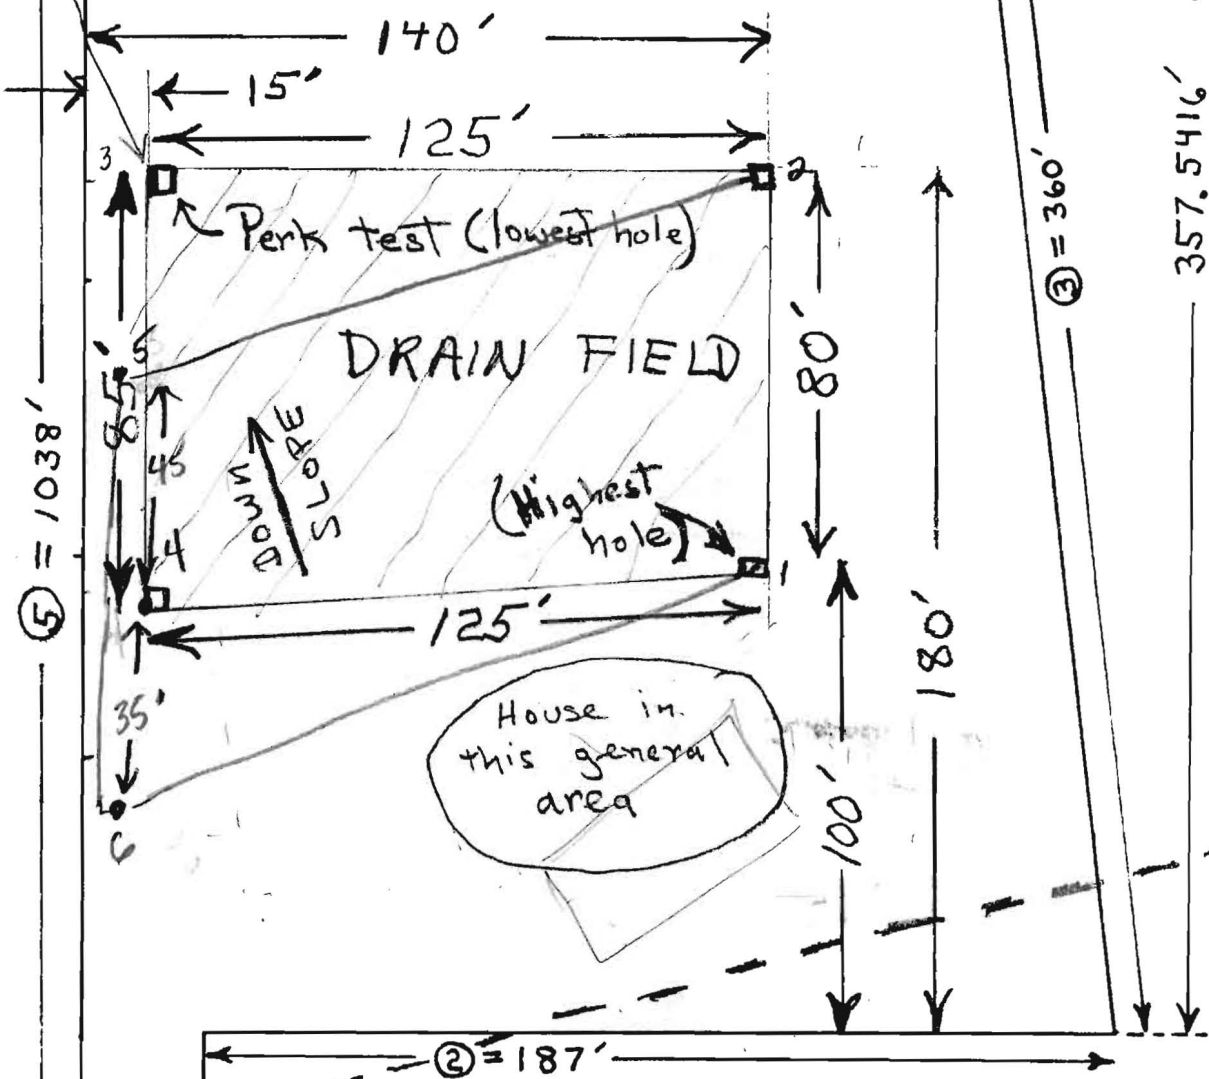 140'
15'
125'
3
2
Perk test (lowest hole)
357.5416'
③ = 360'
5
DRAIN FIELD
80'
85'
45
DOWN
SLOPE
(Highest
hole)
⑤ = 1038'
4
1
125'
180'
35'
House in
this general
area
100'
6
② = 187'